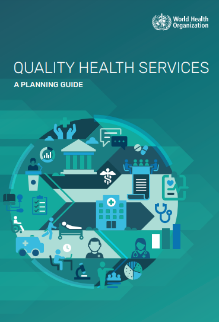 World Health
Organization
QUALITY HEALTH SERVICES
A PLANNING GUIDE